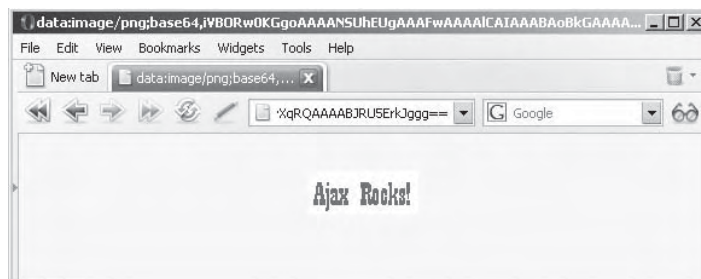 data:image/png;base64,iVBORw0KGgoAAAANSUhEUgAAAFwAAAAlCAIAAABAoBkGAAAA...
File Edit View Bookmarks Widgets Tools Help
New tab data:image/png;base64,... X
·XqRQAAAABJRU5ErkJggg== G Google
Ajax Rocks!